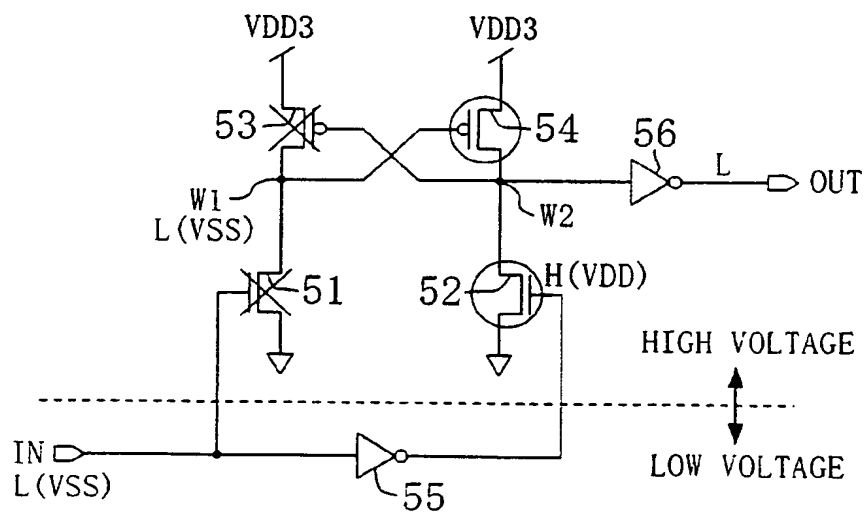 VDD3
VDD3
53
54
56
L
OUT
W1
L(VSS)
W2
51
52
H(VDD)
HIGH VOLTAGE
IN
L(VSS)
55
LOW VOLTAGE